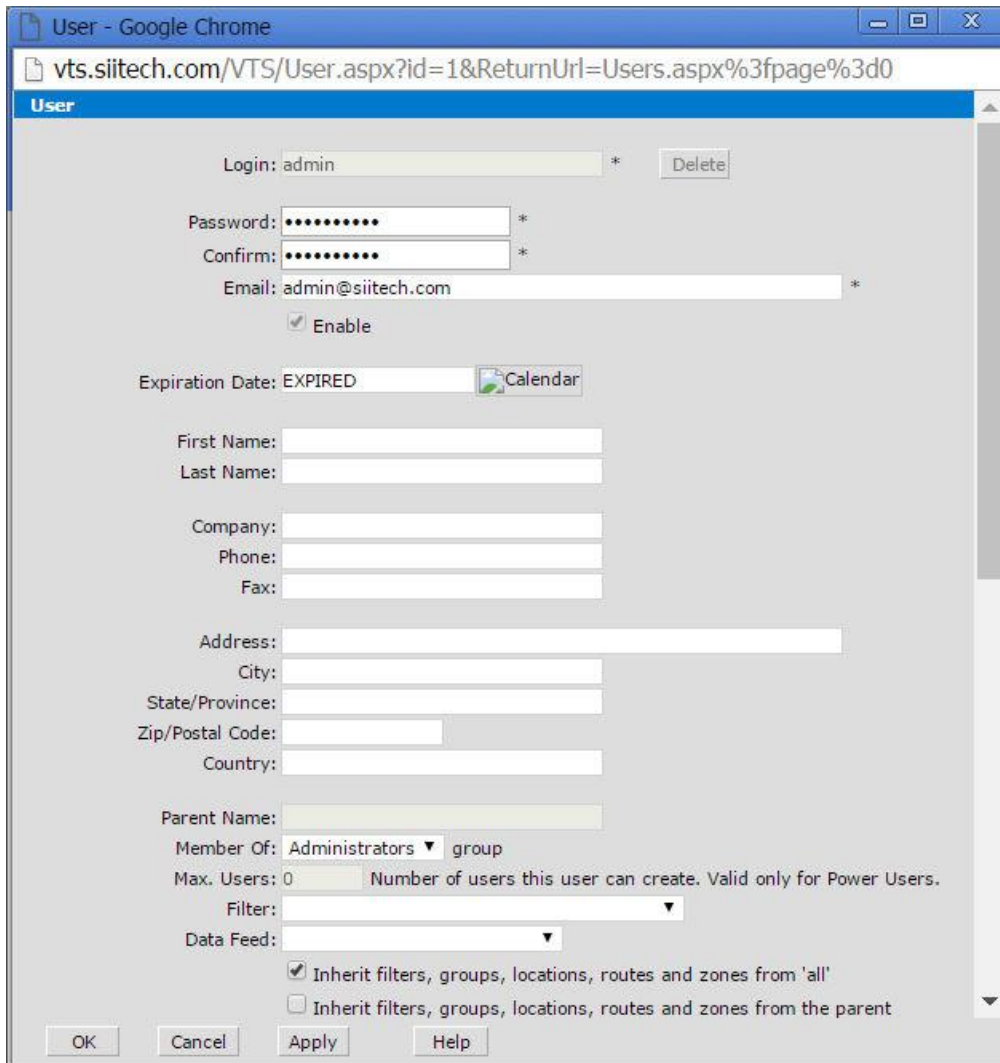 User - Google Chrome
vts.siitech.com/VTS/User.aspx?id=1&ReturnUrl=Users.aspx%3fpage%3d0
User
Login: admin * Delete
Password: •••••••••• *
Confirm: •••••••••• *
Email: admin@siitech.com *
Enable
Expiration Date: EXPIRED Calendar
First Name:
Last Name:
Company:
Phone:
Fax:
Address:
City:
State/Province:
Zip/Postal Code:
Country:
Parent Name:
Member Of: Administrators group
Max. Users: 0 Number of users this user can create. Valid only for Power Users.
Filter:
Data Feed:
Inherit filters, groups, locations, routes and zones from 'all'
Inherit filters, groups, locations, routes and zones from the parent
OK Cancel Apply Help